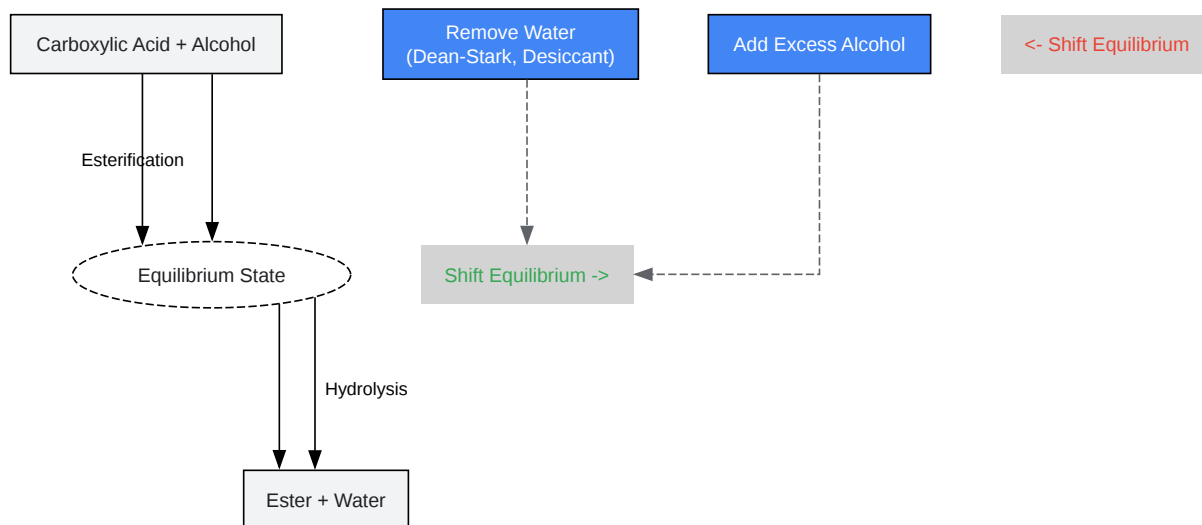 Carboxylic Acid + Alcohol
Remove Water
(Dean-Stark, Desiccant)
Add Excess Alcohol
<- Shift Equilibrium
Esterification
Equilibrium State
Shift Equilibrium ->
Hydrolysis
Ester + Water